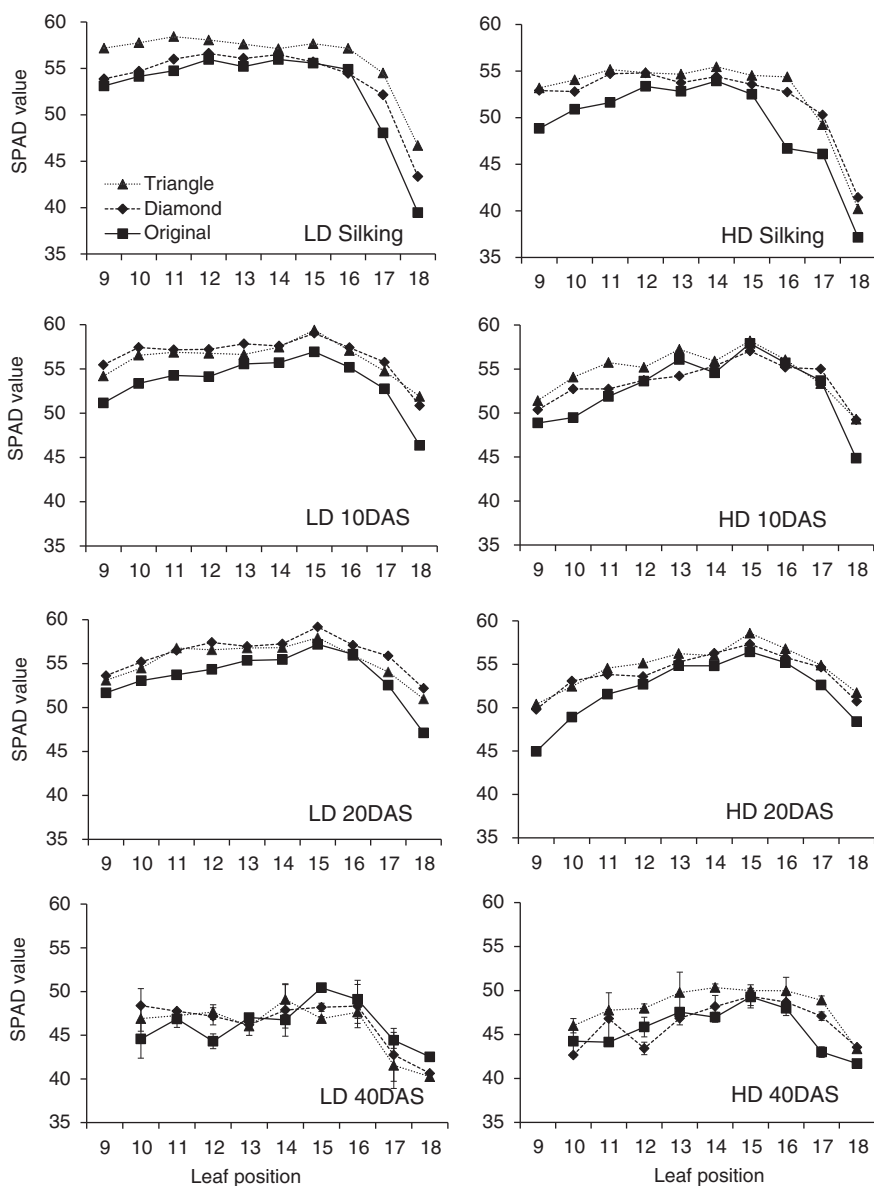 60
55
50
45
40
35
SPAD value
Triangle
Diamond
Original
LD Silking
9 10 11 12 13 14 15 16 17 18
60
55
50
45
40
35
HD Silking
9 10 11 12 13 14 15 16 17 18
60
55
50
45
40
35
SPAD value
LD 10DAS
9 10 11 12 13 14 15 16 17 18
60
55
50
45
40
35
HD 10DAS
9 10 11 12 13 14 15 16 17 18
60
55
50
45
40
35
SPAD value
LD 20DAS
9 10 11 12 13 14 15 16 17 18
60
55
50
45
40
35
HD 20DAS
9 10 11 12 13 14 15 16 17 18
60
55
50
45
40
35
SPAD value
LD 40DAS
9 10 11 12 13 14 15 16 17 18
Leaf position
60
55
50
45
40
35
HD 40DAS
9 10 11 12 13 14 15 16 17 18
Leaf position